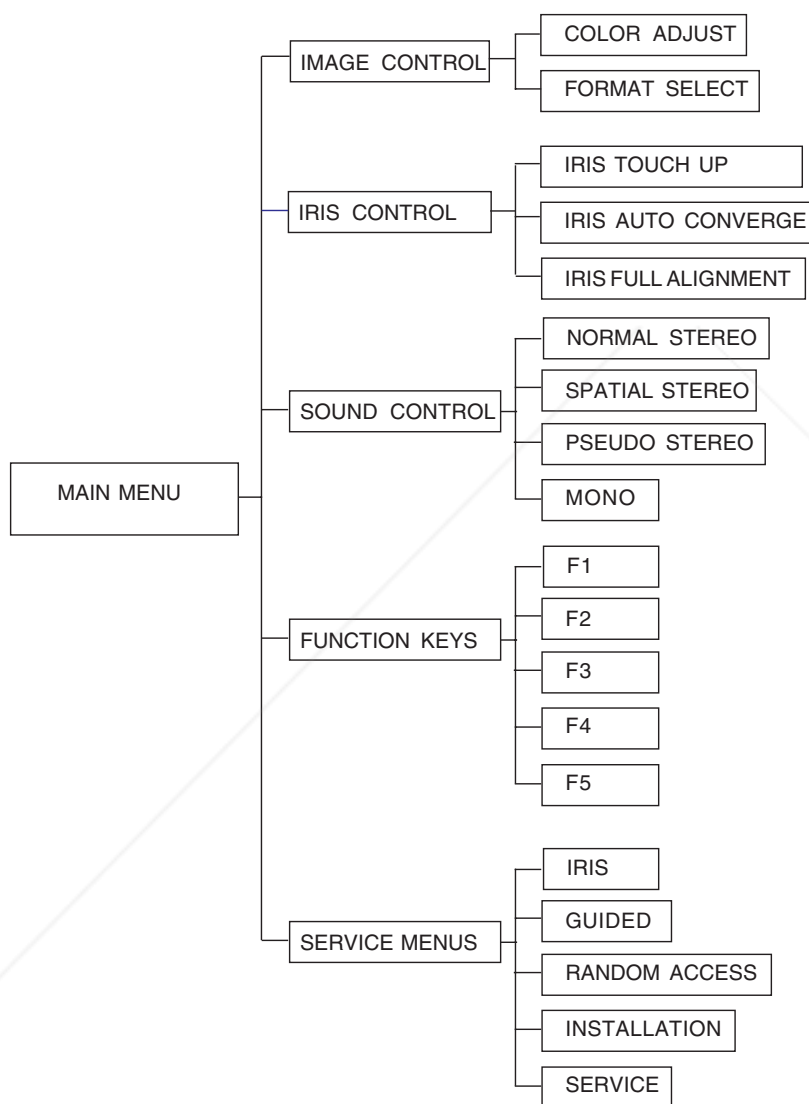 MAIN MENU
IMAGE CONTROL
COLOR ADJUST
FORMAT SELECT
IRIS CONTROL
IRIS TOUCH UP
IRIS AUTO CONVERGE
IRIS FULL ALIGNMENT
SOUND CONTROL
NORMAL STEREO
SPATIAL STEREO
PSEUDO STEREO
MONO
FUNCTION KEYS
F1
F2
F3
F4
F5
SERVICE MENUS
IRIS
GUIDED
RANDOM ACCESS
INSTALLATION
SERVICE